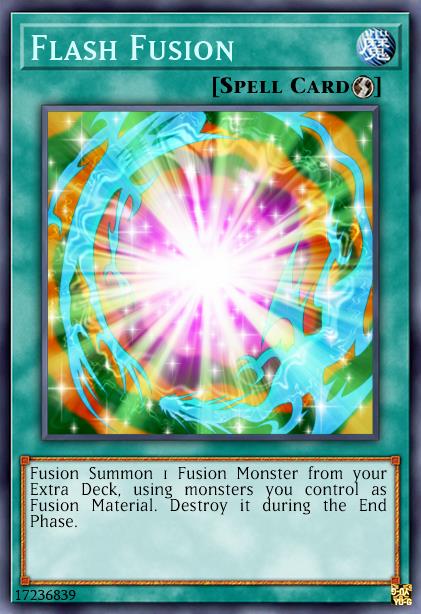 Flash Fusion
魔
[Spell Card]
Fusion Summon 1 Fusion Monster from your
Extra Deck, using monsters you control as
Fusion Material. Destroy it during the End
Phase.
17236839